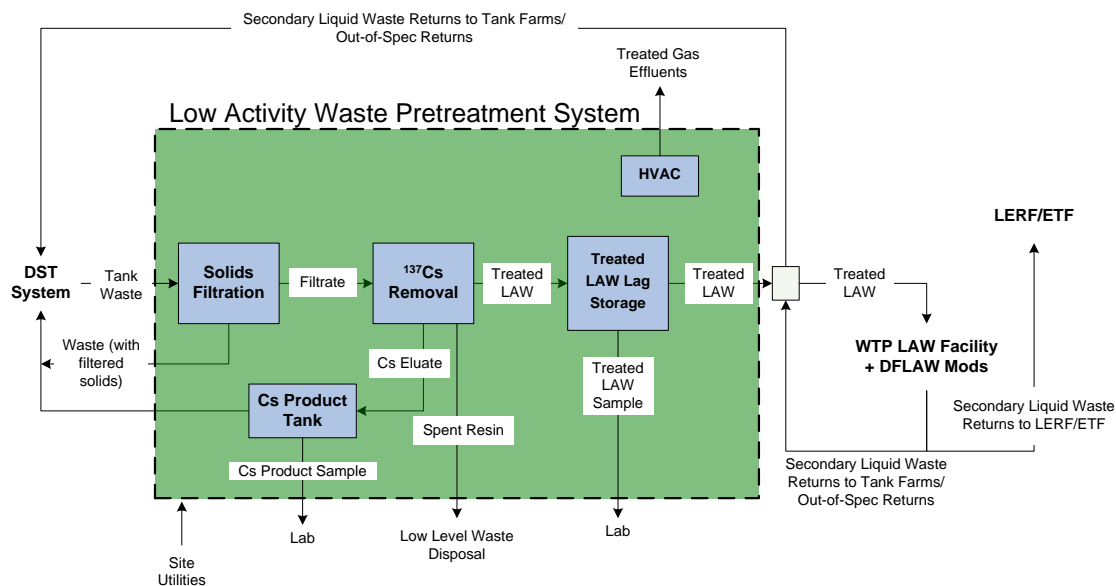 Secondary Liquid Waste Returns to Tank Farms/
Out-of-Spec Returns
Treated Gas
Effluents
Low Activity Waste Pretreatment System
HVAC
LERF/ETF
DST
System
Tank
Waste
Solids
Filtration
Filtrate
¹³⁷Cs
Removal
Treated
LAW
Treated
LAW Lag
Storage
Treated
LAW
Treated
LAW
Waste (with
filtered
solids)
Cs Eluate
WTP LAW Facility
+ DFLAW Mods
Treated
LAW
Sample
Cs Product
Tank
Spent Resin
Secondary Liquid Waste
Returns to LERF/ETF
Cs Product Sample
Secondary Liquid Waste
Returns to Tank Farms/
Out-of-Spec Returns
Site
Utilities
Lab
Low Level Waste
Disposal
Lab